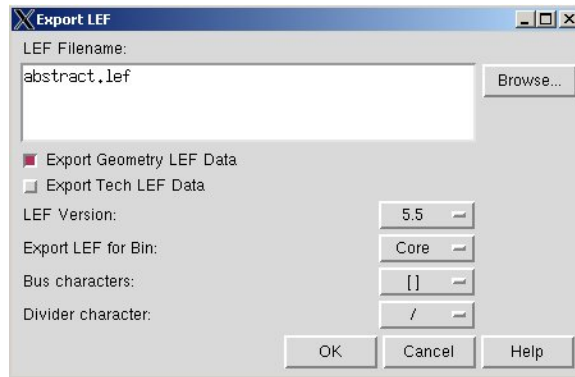 Export LEF
LEF Filename:
abstract.lef
Browse...
Export Geometry LEF Data
Export Tech LEF Data
LEF Version:
5.5
Export LEF for Bin:
Core
Bus characters:
[]
Divider character:
/
OK
Cancel
Help